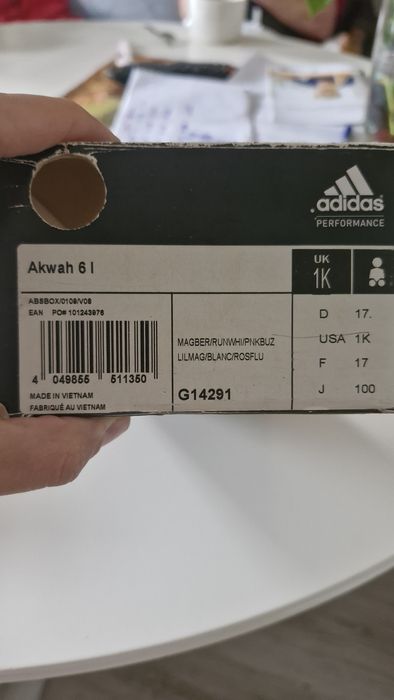 adidas
PERFORMANCE
Akwah 6 I
UK
1K
ABSBOX/0109/V08
EAN PO# 101243976
4 049855 511350
MADE IN VIETNAM
FABRIQUÉ AU VIETNAM
MAGBER/RUNWHI/PNKBUZ
LILMAG/BLANC/ROSFLU
G14291
D 17.
USA 1K
F 17
J 100